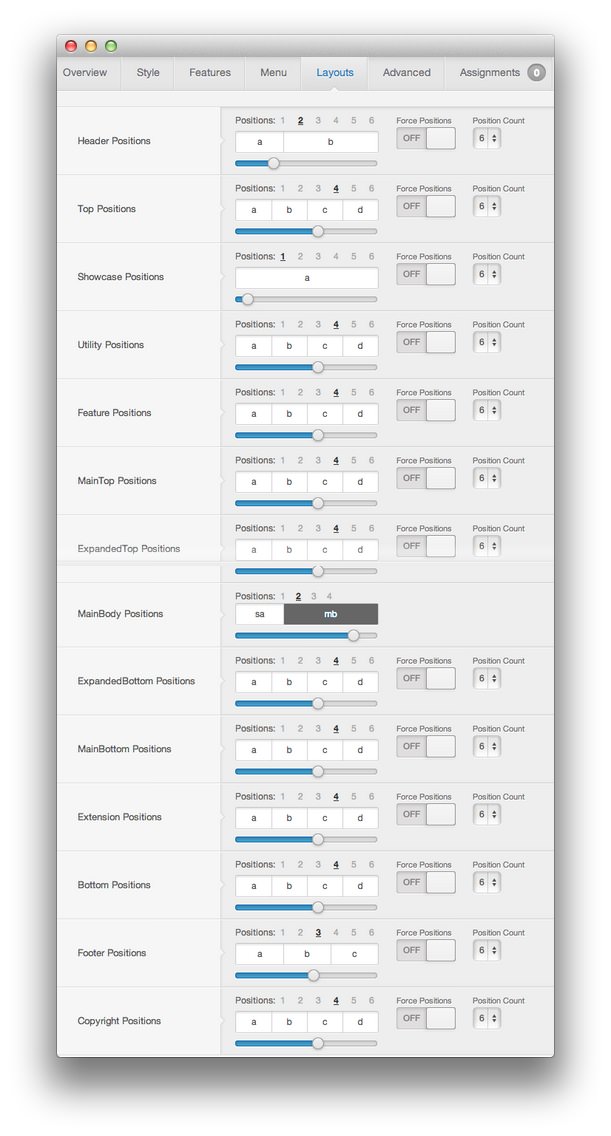 Overview Style Features Menu Layouts Advanced Assignments 0
Positions: 1 2 3 4 5 6 Force Positions Position Count
Header Positions a b OFF 6
Positions: 1 2 3 4 5 6 Force Positions Position Count
Top Positions a b c d OFF 6
Positions: 1 2 3 4 5 6 Force Positions Position Count
Showcase Positions a OFF 6
Positions: 1 2 3 4 5 6 Force Positions Position Count
Utility Positions a b c d OFF 6
Positions: 1 2 3 4 5 6 Force Positions Position Count
Feature Positions a b c d OFF 6
Positions: 1 2 3 4 5 6 Force Positions Position Count
MainTop Positions a b c d OFF 6
Positions: 1 2 3 4 5 6 Force Positions Position Count
ExpandedTop Positions a b c d OFF 6
Positions: 1 2 3 4
MainBody Positions sa mb
Positions: 1 2 3 4 5 6 Force Positions Position Count
ExpandedBottom Positions a b c d OFF 6
Positions: 1 2 3 4 5 6 Force Positions Position Count
MainBottom Positions a b c d OFF 6
Positions: 1 2 3 4 5 6 Force Positions Position Count
Extension Positions a b c d OFF 6
Positions: 1 2 3 4 5 6 Force Positions Position Count
Bottom Positions a b c d OFF 6
Positions: 1 2 3 4 5 6 Force Positions Position Count
Footer Positions a b c OFF 6
Positions: 1 2 3 4 5 6 Force Positions Position Count
Copyright Positions a b c d OFF 6